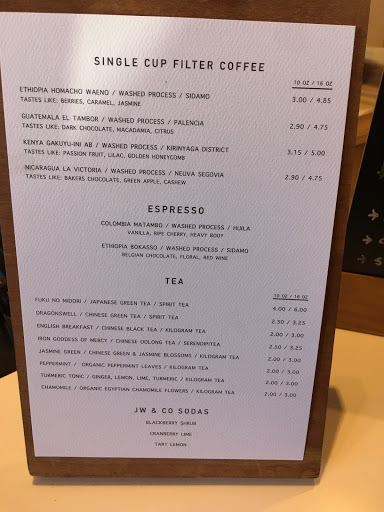 SINGLE CUP FILTER COFFEE
10 OZ / 16 OZ
ETHIOPIA HOMACHO WAENO / WASHED PROCESS / SIDAMO 3.00 / 4.85
TASTES LIKE: BERRIES, CARAMEL, JASMINE
GUATEMALA EL TAMBOR / WASHED PROCESS / PALENCIA 2.90 / 4.75
TASTES LIKE: DARK CHOCOLATE, MACADAMIA, CITRUS
KENYA GAKUYU-INI AB / WASHED PROCESS / KIRINYAGA DISTRICT 3.15 / 5.00
TASTES LIKE: PASSION FRUIT, LILAC, GOLDEN HONEYCOMB
NICARAGUA LA VICTORIA / WASHED PROCESS / NEUVA SEGOVIA 2.90 / 4.75
TASTES LIKE: BAKERS CHOCOLATE, GREEN APPLE, CASHEW
ESPRESSO
COLOMBIA MATAMBO / WASHED PROCESS / HUILA
VANILLA, RIPE CHERRY, HEAVY BODY
ETHIOPIA BOKASSO / WASHED PROCESS / SIDAMO
BELGIAN CHOCOLATE, FLORAL, RED WINE
TEA
10 OZ / 16 OZ
FUKU NO MIDORI / JAPANESE GREEN TEA / SPIRIT TEA 4.00 / 6.00
DRAGONSWELL / CHINESE GREEN TEA / SPIRIT TEA 2.50 / 3.25
ENGLISH BREAKFAST / CHINESE BLACK TEA / KILOGRAM TEA 2.00 / 3.00
IRON GODDESS OF MERCY / CHINESE OOLONG TEA / SERENDIPITEA 2.50 / 3.25
JASMINE GREEN / CHINESE GREEN & JASMINE BLOSSOMS / KILOGRAM TEA 2.00 / 3.00
PEPPERMINT / ORGANIC PEPPERMINT LEAVES / KILOGRAM TEA 2.00 / 3.00
TURMERIC TONIC / GINGER, LEMON, LIME, TURMERIC / KILOGRAM TEA 2.00 / 3.00
CHAMOMILE / ORGANIC EGYPTIAN CHAMOMILE FLOWERS / KILOGRAM TEA 2.00 / 3.00
JW & CO SODAS
BLACKBERRY SHRUB
CRANBERRY LIME
TART LEMON